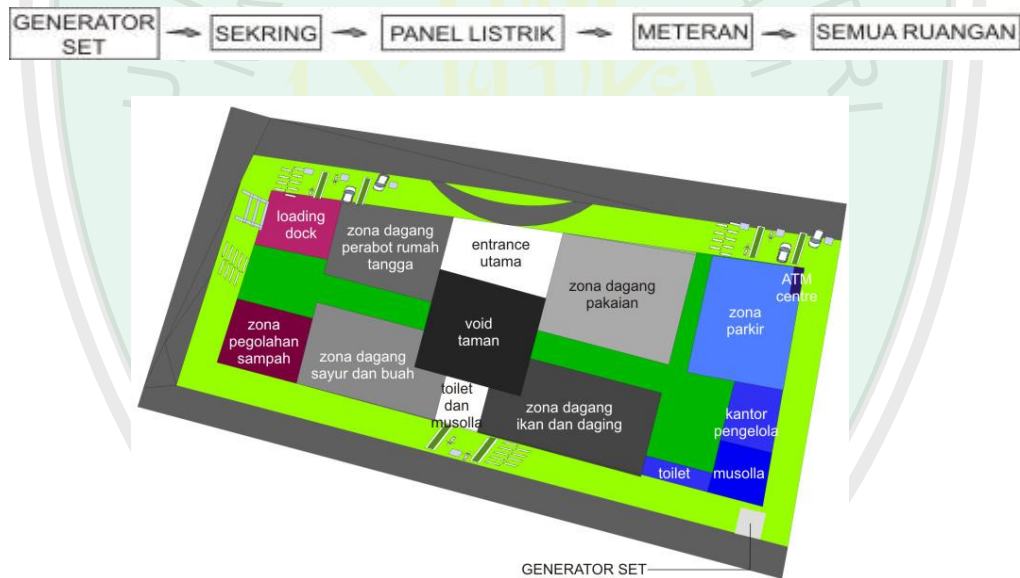 GENERATOR
SET
SEKRING
PANEL LISTRIK
METERAN
SEMUA RUANGAN
loading
dock
zona dagang
perabot rumah
tangga
entrance
utama
zona dagang
pakaian
ATM
centre
zona
parkir
void
taman
zona
pegolahan
sampah
zona dagang
sayur dan buah
toilet
dan
musolla
zona dagang
ikan dan daging
kantor
pengelola
toilet
musolla
GENERATOR SET